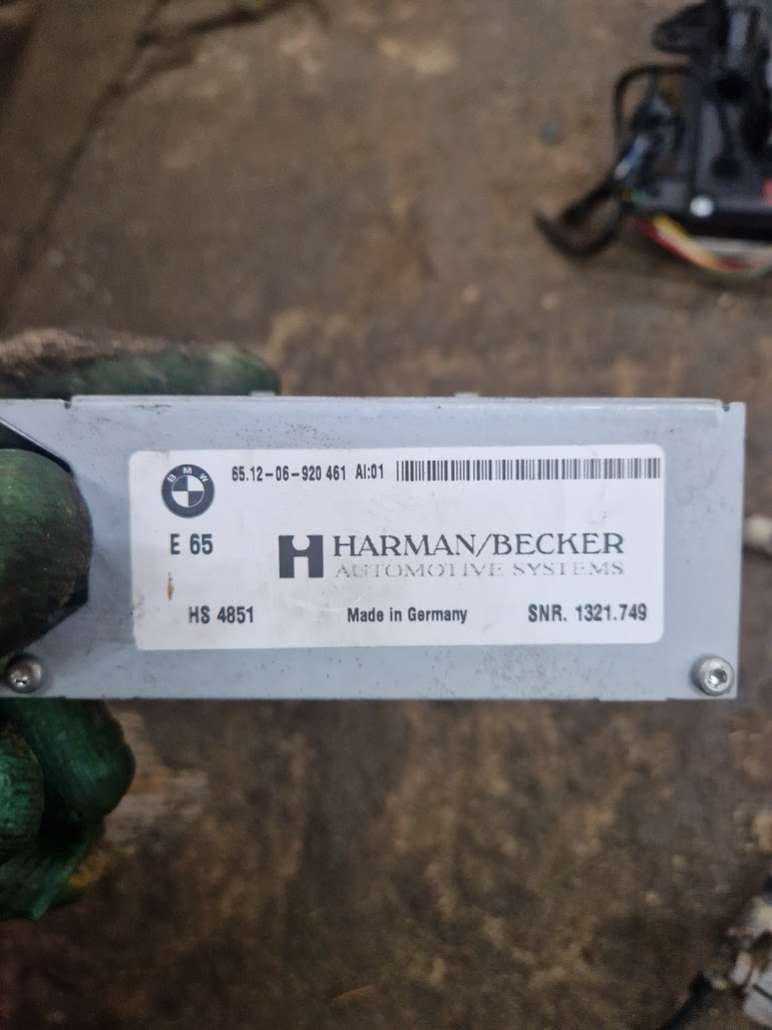 BMW
65.12-06-920 461 AI:01
E 65
H HARMAN/BECKER
AUTOMOTIVE SYSTEMS
HS 4851 Made in Germany SNR. 1321.749